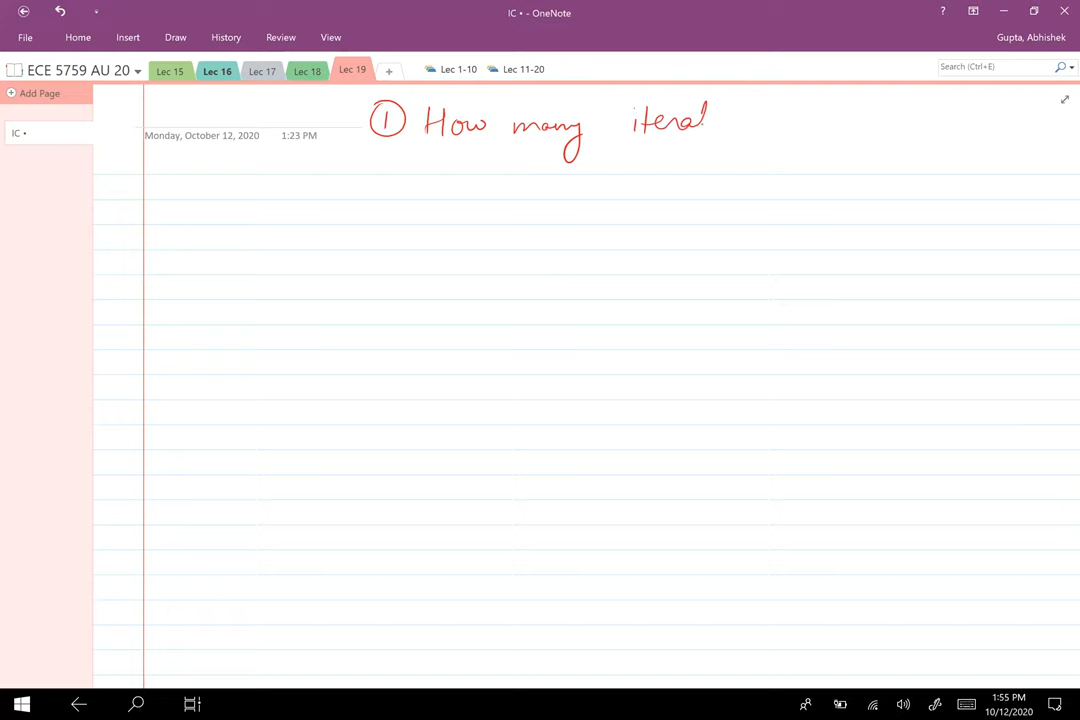 IC • - OneNote
?
File Home Insert Draw History Review View
Gupta, Abhishek
ECE 5759 AU 20 Lec 15 Lec 16 Lec 17 Lec 18 Lec 19 + Lec 1-10 Lec 11-20
Search (Ctrl+E)
Add Page
IC •
Monday, October 12, 2020 1:23 PM
① How many iterat
1:55 PM
10/12/2020